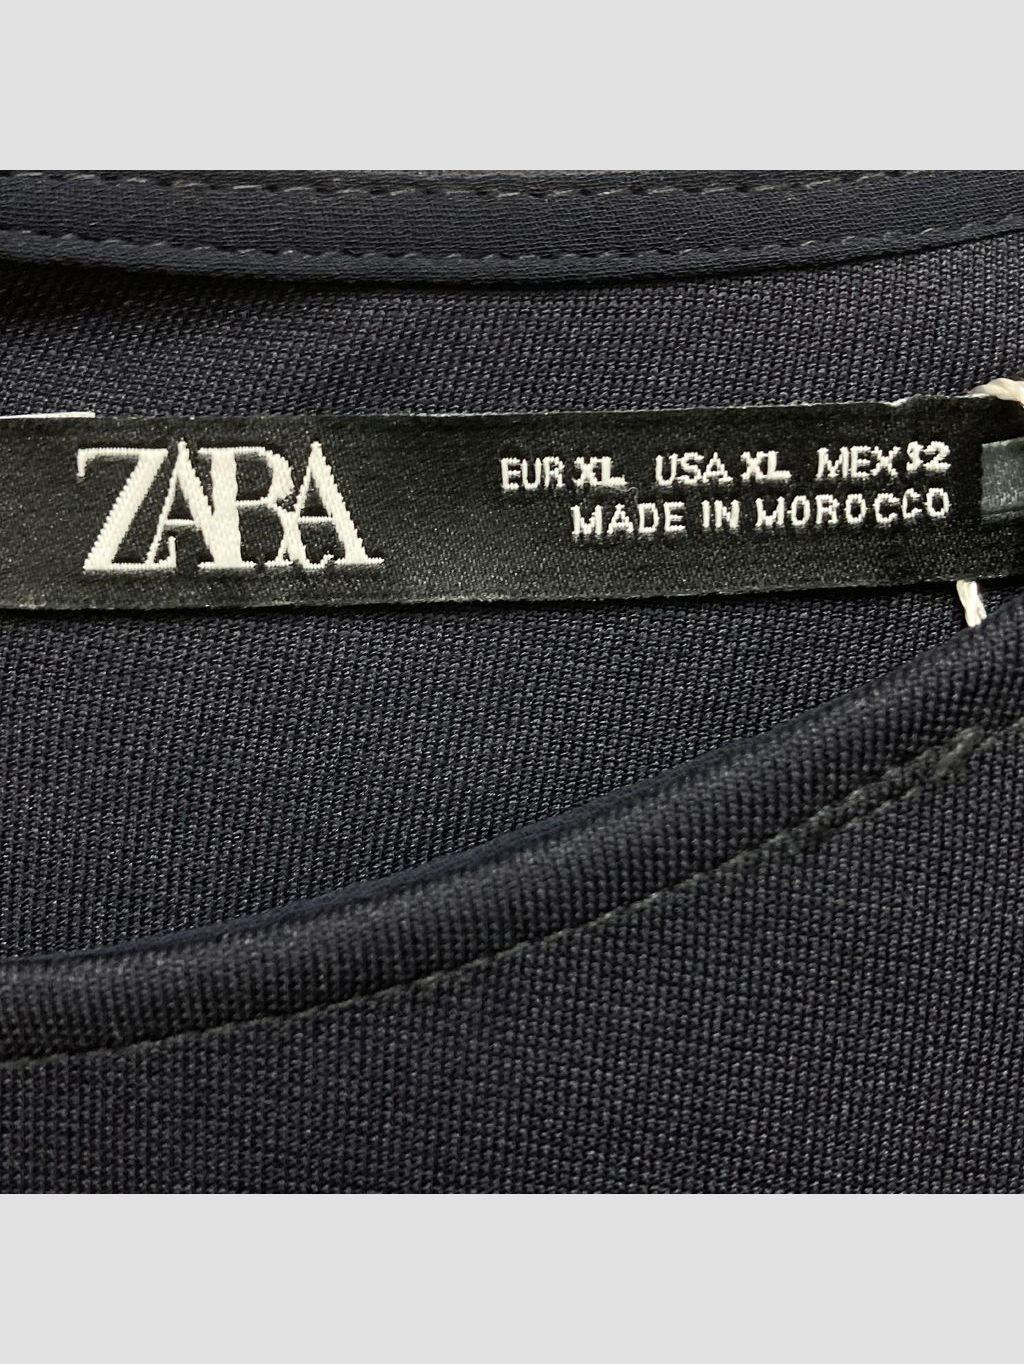 ZARA
EUR XL USA XL MEX 32
MADE IN MOROCCO